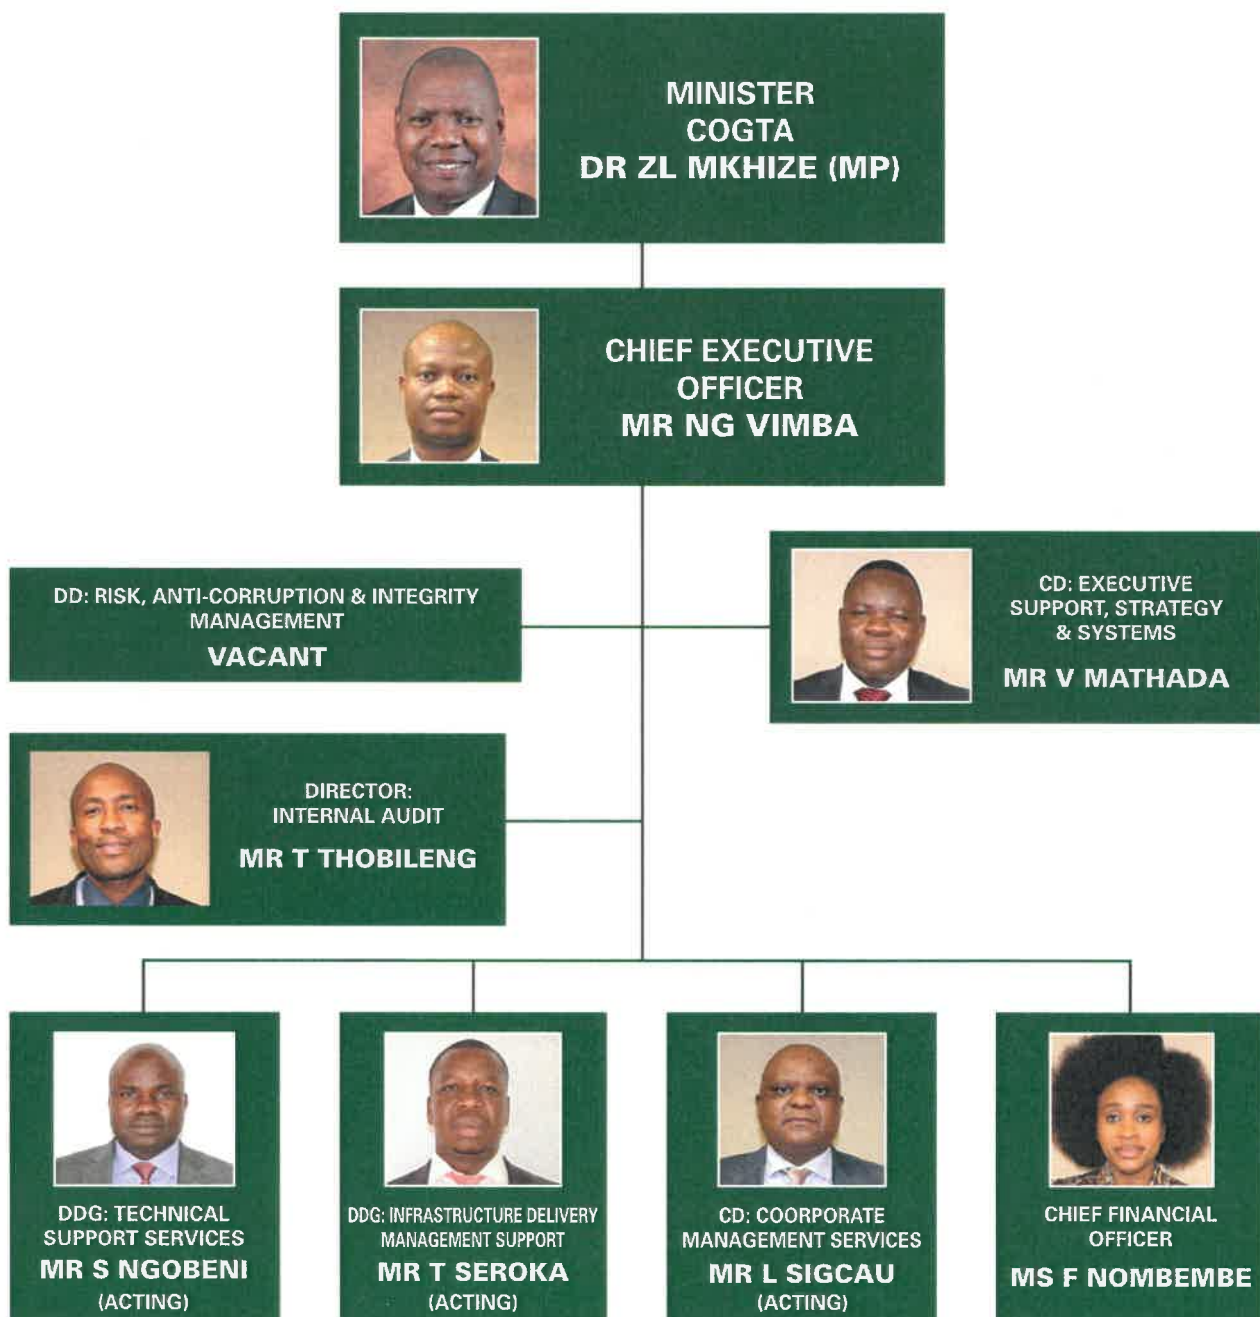 MINISTER
COGTA
DR ZL MKHIZE (MP)
CHIEF EXECUTIVE
OFFICER
MR NG VIMBA
DD: RISK, ANTI-CORRUPTION & INTEGRITY
MANAGEMENT
VACANT
CD: EXECUTIVE
SUPPORT, STRATEGY
& SYSTEMS
MR V MATHADA
DIRECTOR:
INTERNAL AUDIT
MR T THOBILENG
DDG: TECHNICAL
SUPPORT SERVICES
MR S NGOBENI
(ACTING)
DDG: INFRASTRUCTURE DELIVERY
MANAGEMENT SUPPORT
MR T SEROKA
(ACTING)
CD: COORPORATE
MANAGEMENT SERVICES
MR L SIGCAU
(ACTING)
CHIEF FINANCIAL
OFFICER
MS F NOMBEMBE